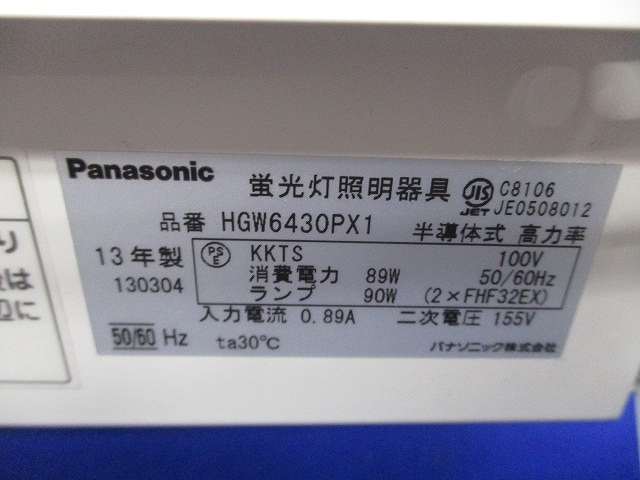 Panasonic 蛍光灯照明器具 JIS C8106
JET JE0508012
品番 HGW6430PX1 半導体式 高力率
13年製 PSE KKTS 100V
130304 消費電力 89W 50/60Hz
ランプ 90W (2×FHF32EX)
入力電流 0.89A 二次電圧 155V
50/60 Hz ta30℃ パナソニック株式会社
り
は
に